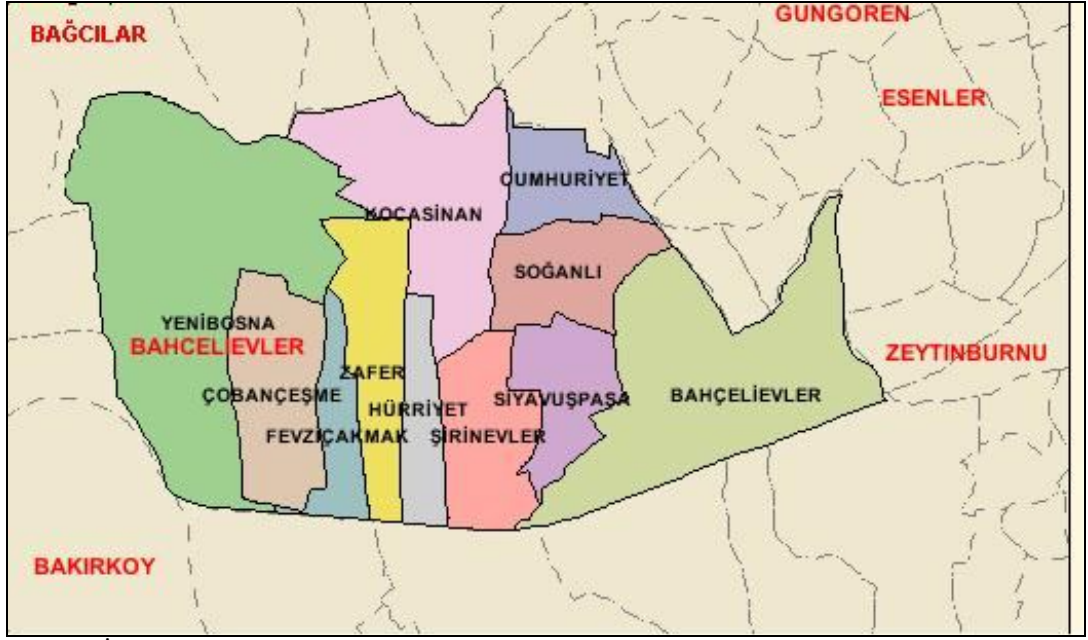 GUNGOREN
BAĞCILAR
ESENLER
CUMHURİYET
KOCASİNAN
SOĞANLI
YENİBOSNA
BAHCELIEVLER
ZEYTINBURNU
ZAFER
ÇOBANÇEŞME
SİYAVUŞPAŞA
BAHÇELİEVLER
HÜRRİYET
FEVZİÇAKMAK
ŞİRİNEVLER
BAKIRKOY